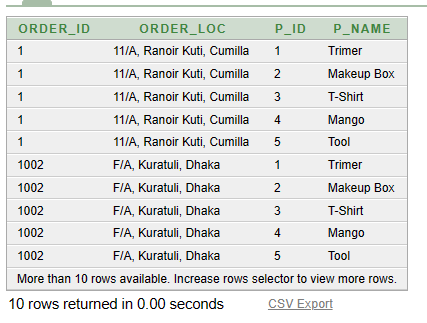 ORDER_ID ORDER_LOC P_ID P_NAME
1 11/A, Ranoir Kuti, Cumilla 1 Trimer
1 11/A, Ranoir Kuti, Cumilla 2 Makeup Box
1 11/A, Ranoir Kuti, Cumilla 3 T-Shirt
1 11/A, Ranoir Kuti, Cumilla 4 Mango
1 11/A, Ranoir Kuti, Cumilla 5 Tool
1002 F/A, Kuratuli, Dhaka 1 Trimer
1002 F/A, Kuratuli, Dhaka 2 Makeup Box
1002 F/A, Kuratuli, Dhaka 3 T-Shirt
1002 F/A, Kuratuli, Dhaka 4 Mango
1002 F/A, Kuratuli, Dhaka 5 Tool
More than 10 rows available. Increase rows selector to view more rows.
10 rows returned in 0.00 seconds CSV Export